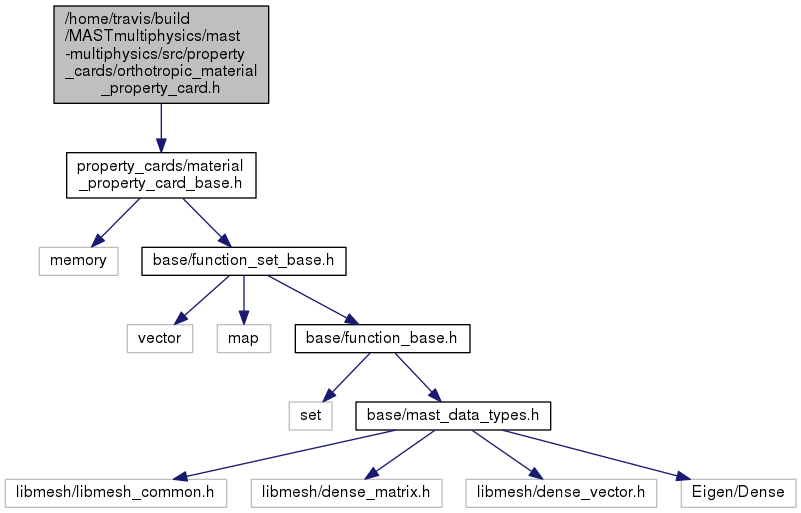 /home/travis/build
/MASTmultiphysics/mast
-multiphysics/src/property
_cards/orthotropic_material
_property_card.h
property_cards/material
_property_card_base.h
memory
base/function_set_base.h
vector
map
base/function_base.h
set
base/mast_data_types.h
libmesh/libmesh_common.h
libmesh/dense_matrix.h
libmesh/dense_vector.h
Eigen/Dense